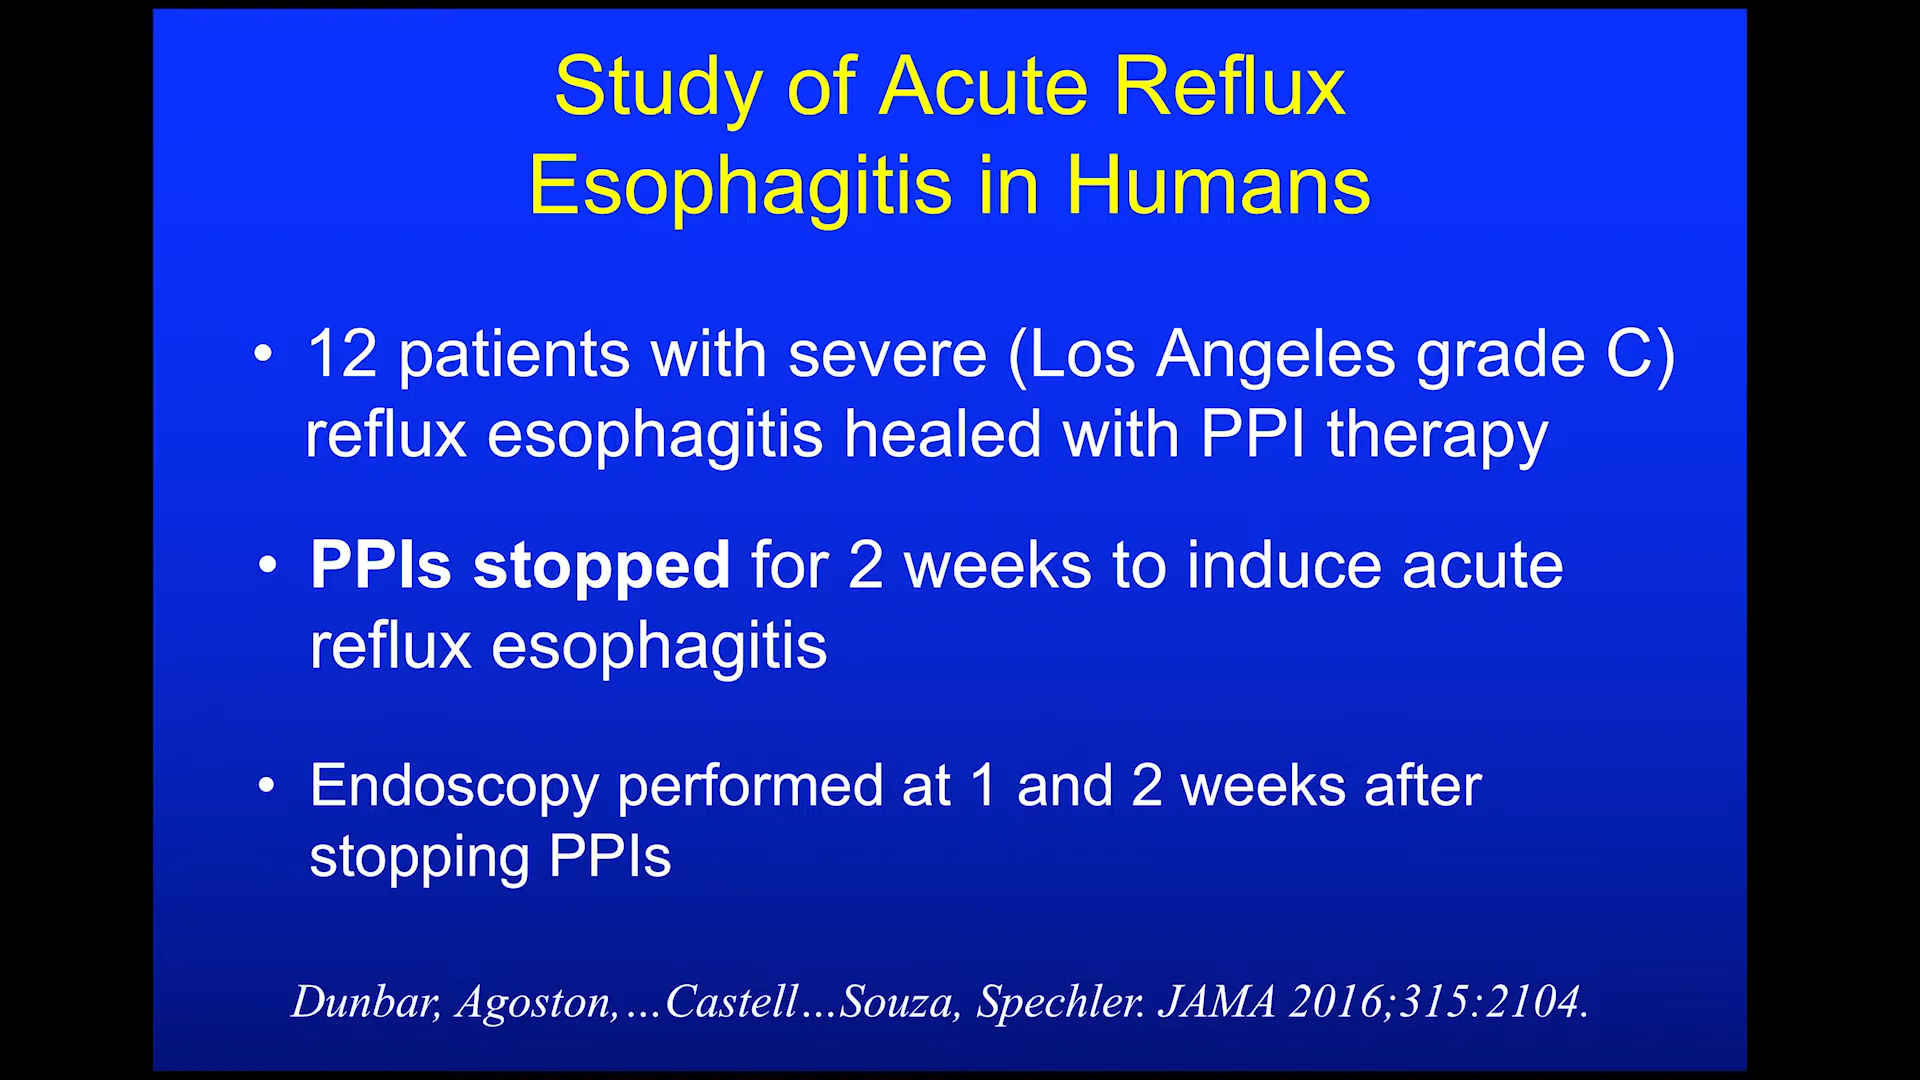 Study of Acute Reflux
Esophagitis in Humans
• 12 patients with severe (Los Angeles grade C)
reflux esophagitis healed with PPI therapy
• PPIs stopped for 2 weeks to induce acute
reflux esophagitis
• Endoscopy performed at 1 and 2 weeks after
stopping PPIs
Dunbar, Agoston,…Castell…Souza, Spechler. JAMA 2016;315:2104.